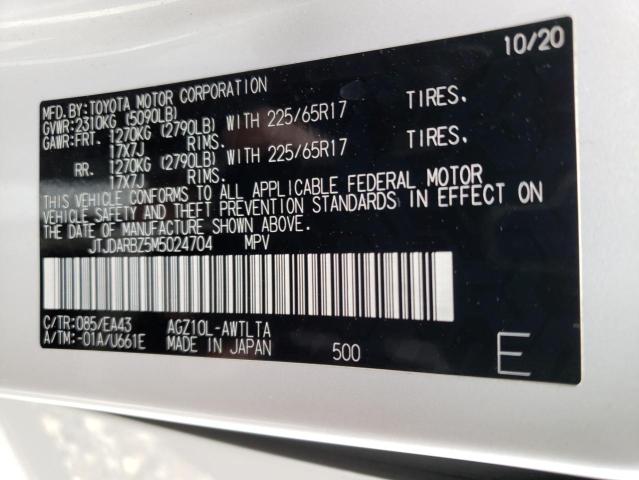 10/20
MFD.BY:TOYOTA MOTOR CORPORATION
GVWR:2310KG (5090LB)
GAWR:FRT. 1270KG (2790LB) WITH 225/65R17 TIRES.
17X7J RIMS.
RR. 1270KG (2790LB) WITH 225/65R17 TIRES.
17X7J RIMS.
THIS VEHICLE CONFORMS TO ALL APPLICABLE FEDERAL MOTOR
VEHICLE SAFETY AND THEFT PREVENTION STANDARDS IN EFFECT ON
THE DATE OF MANUFACTURE SHOWN ABOVE.
JTJDARBZ5M5024704 MPV
C/TR:085/EA43 AGZ10L-AWTLTA
A/TM:-01A/U661E MADE IN JAPAN 500
E